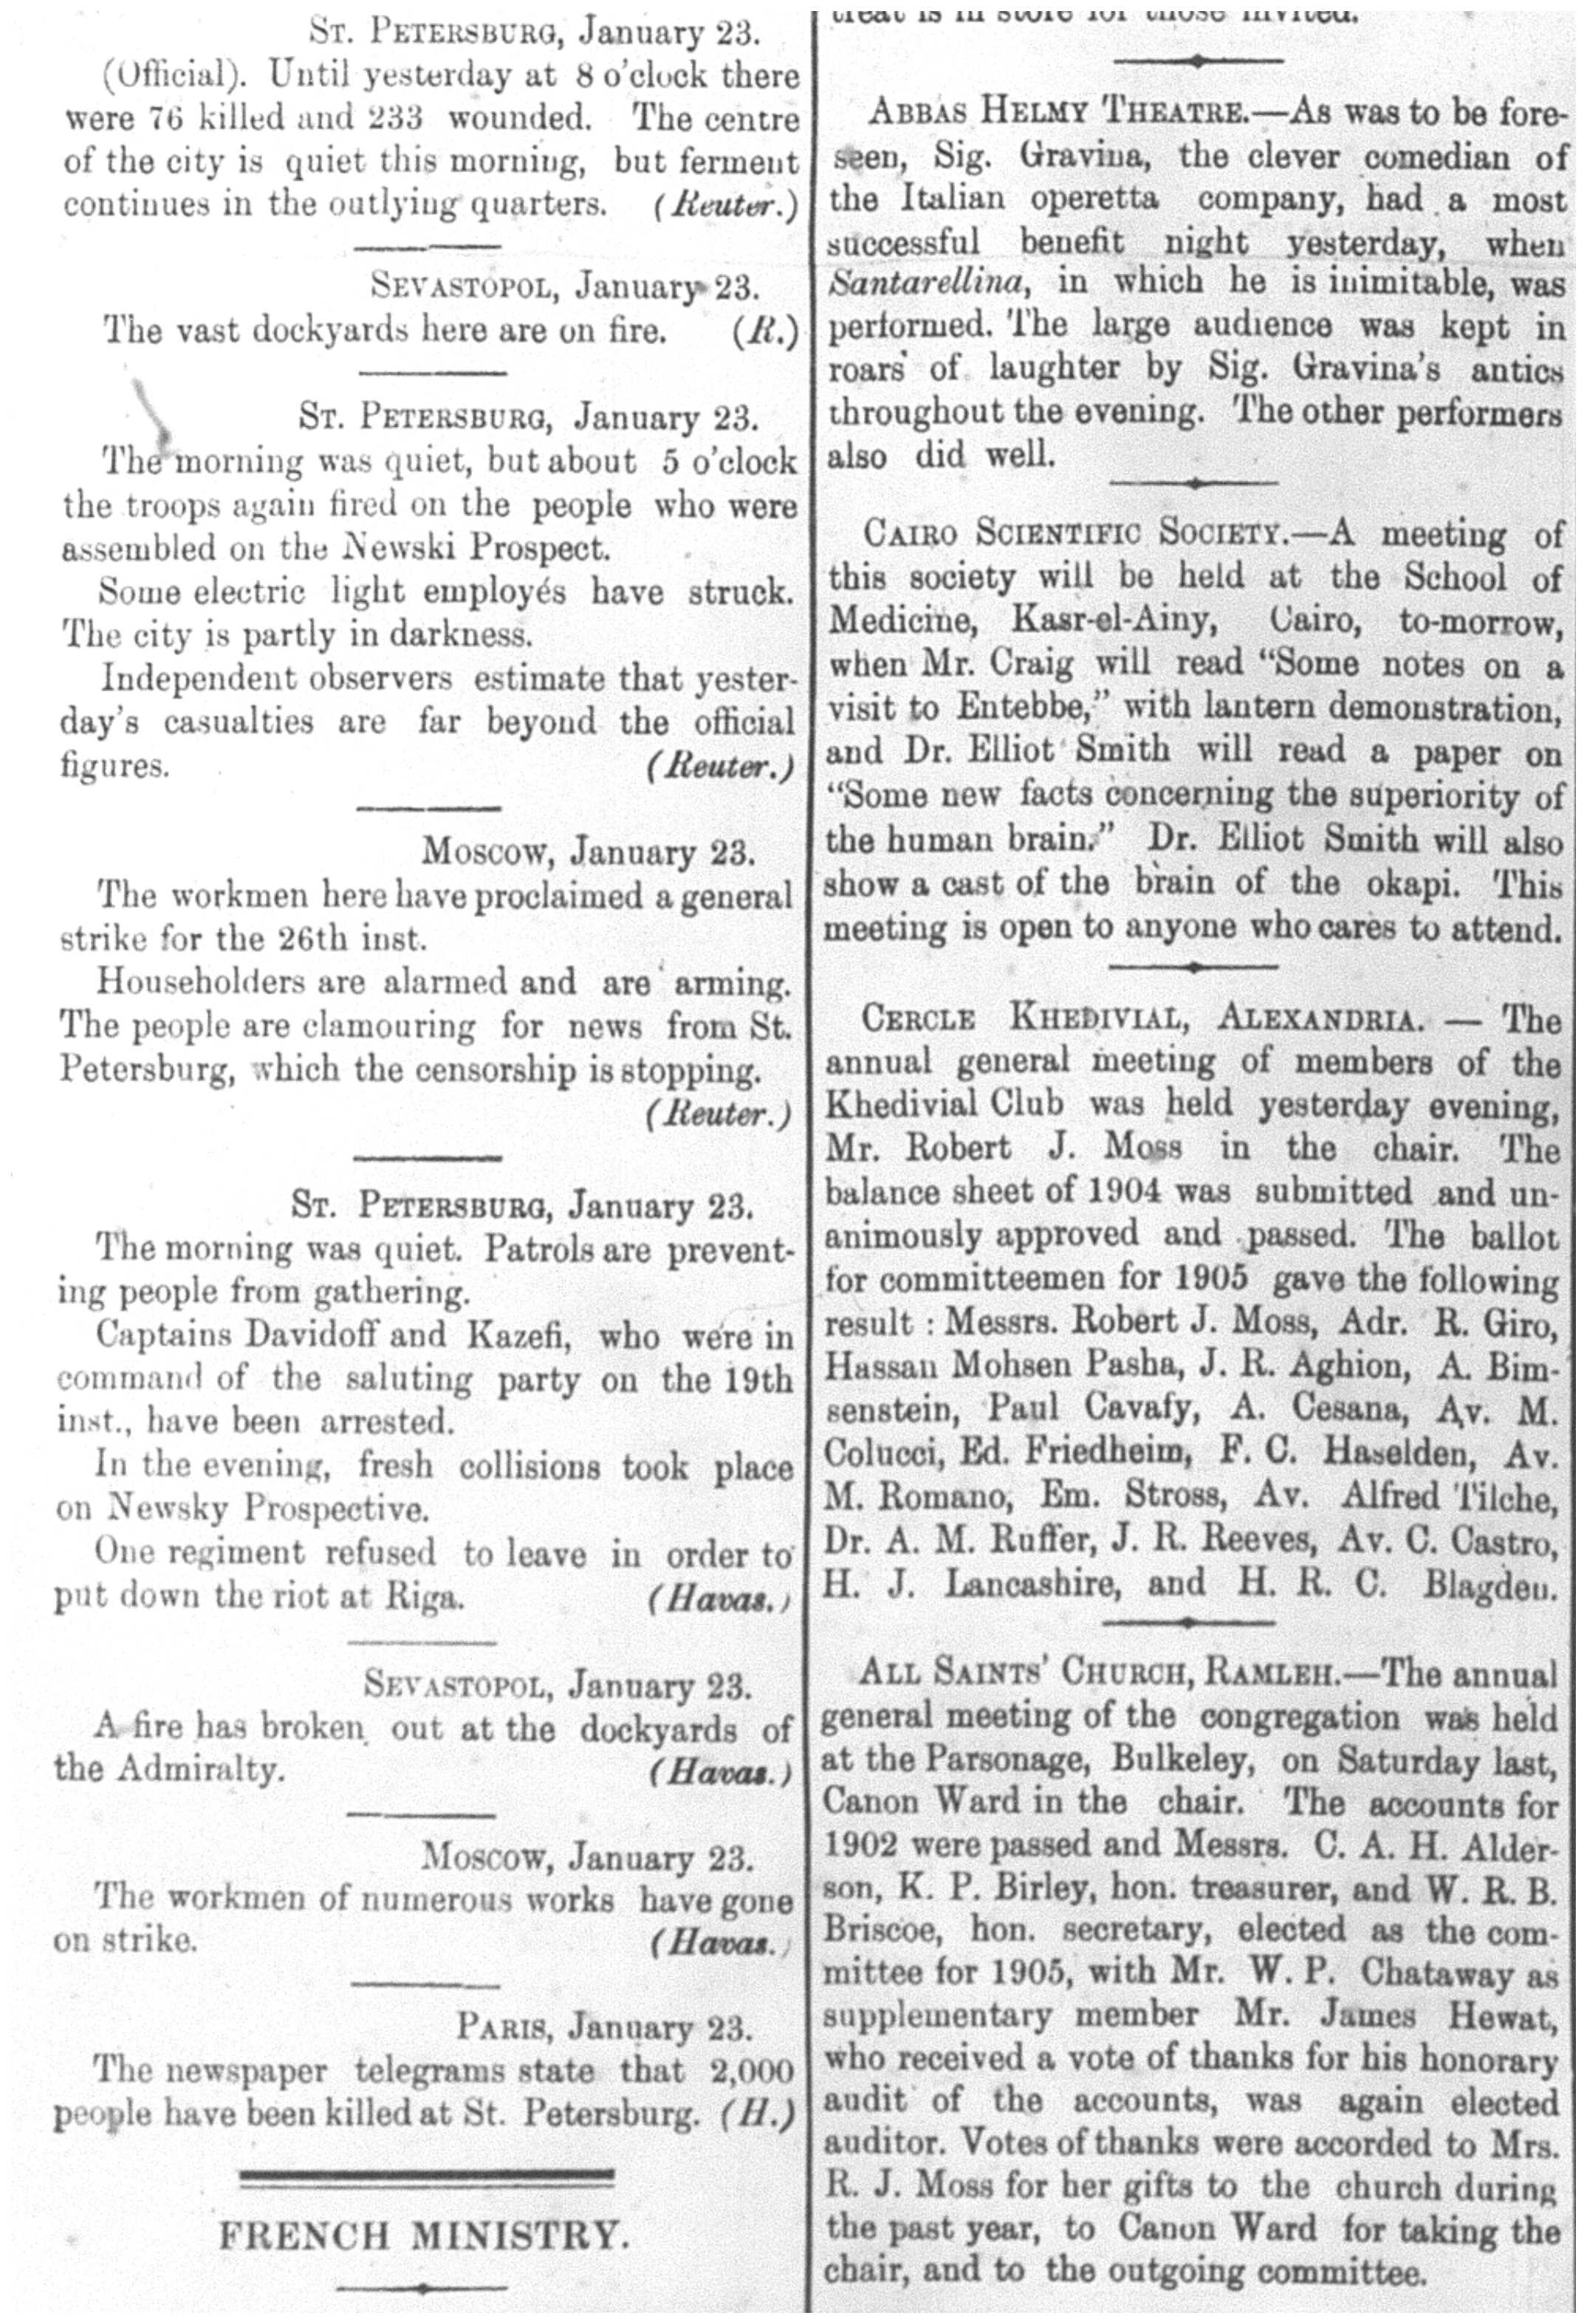 ST. PETERSBURG, January 23.
(Official). Until yesterday at 8 o'clock there
were 76 killed and 233 wounded. The centre
of the city is quiet this morning, but ferment
continues in the outlying quarters. (Reuter.)
SEVASTOPOL, January 23.
The vast dockyards here are on fire. (R.)
ST. PETERSBURG, January 23.
The morning was quiet, but about 5 o'clock
the troops again fired on the people who were
assembled on the Newski Prospect.
Some electric light employés have struck.
The city is partly in darkness.
Independent observers estimate that yester-
day's casualties are far beyond the official
figures. (Reuter.)
MOSCOW, January 23.
The workmen here have proclaimed a general
strike for the 26th inst.
Householders are alarmed and are arming.
The people are clamouring for news from St.
Petersburg, which the censorship is stopping.
(Reuter.)
ST. PETERSBURG, January 23.
The morning was quiet. Patrols are prevent-
ing people from gathering.
Captains Davidoff and Kazefi, who were in
command of the saluting party on the 19th
inst., have been arrested.
In the evening, fresh collisions took place
on Newsky Prospective.
One regiment refused to leave in order to
put down the riot at Riga. (Havas.)
SEVASTOPOL, January 23.
A fire has broken out at the dockyards of
the Admiralty. (Havas.)
MOSCOW, January 23.
The workmen of numerous works have gone
on strike. (Havas.)
PARIS, January 23.
The newspaper telegrams state that 2,000
people have been killed at St. Petersburg. (H.)
FRENCH MINISTRY.
treat is in store for those invited.
ABBAS HELMY THEATRE.—As was to be fore-
seen, Sig. Gravina, the clever comedian of
the Italian operetta company, had a most
successful benefit night yesterday, when
Santarellina, in which he is inimitable, was
performed. The large audience was kept in
roars of laughter by Sig. Gravina's antics
throughout the evening. The other performers
also did well.
CAIRO SCIENTIFIC SOCIETY.—A meeting of
this society will be held at the School of
Medicine, Kasr-el-Ainy, Cairo, to-morrow,
when Mr. Craig will read "Some notes on a
visit to Entebbe," with lantern demonstration,
and Dr. Elliot Smith will read a paper on
"Some new facts concerning the superiority of
the human brain." Dr. Elliot Smith will also
show a cast of the brain of the okapi. This
meeting is open to anyone who cares to attend.
CERCLE KHEDIVIAL, ALEXANDRIA. — The
annual general meeting of members of the
Khedivial Club was held yesterday evening,
Mr. Robert J. Moss in the chair. The
balance sheet of 1904 was submitted and un-
animously approved and passed. The ballot
for committeemen for 1905 gave the following
result : Messrs. Robert J. Moss, Adr. R. Giro,
Hassan Mohsen Pasha, J. R. Aghion, A. Bim-
senstein, Paul Cavafy, A. Cesana, Av. M.
Colucci, Ed. Friedheim, F. C. Haselden, Av.
M. Romano, Em. Stross, Av. Alfred Tilche,
Dr. A. M. Ruffer, J. R. Reeves, Av. C. Castro,
H. J. Lancashire, and H. R. C. Blagden.
ALL SAINTS' CHURCH, RAMLEH.—The annual
general meeting of the congregation was held
at the Parsonage, Bulkeley, on Saturday last,
Canon Ward in the chair. The accounts for
1902 were passed and Messrs. C. A. H. Alder-
son, K. P. Birley, hon. treasurer, and W. R. B.
Briscoe, hon. secretary, elected as the com-
mittee for 1905, with Mr. W. P. Chataway as
supplementary member Mr. James Hewat,
who received a vote of thanks for his honorary
audit of the accounts, was again elected
auditor. Votes of thanks were accorded to Mrs.
R. J. Moss for her gifts to the church during
the past year, to Canon Ward for taking the
chair, and to the outgoing committee.